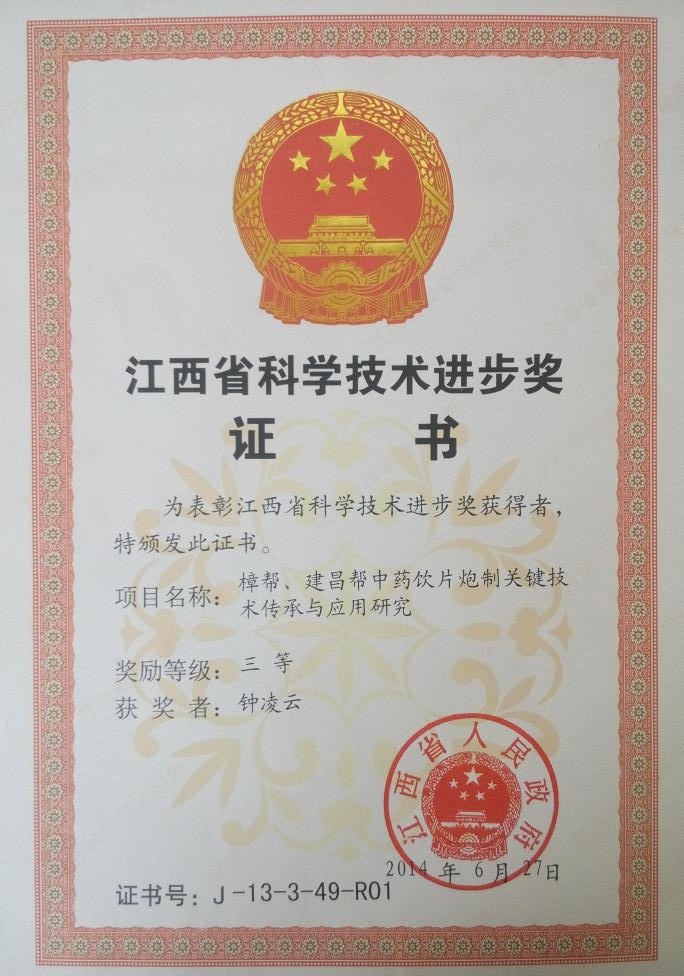 江西省科学技术进步奖
证 书
为表彰江西省科学技术进步奖获得者，
特颁发此证书。
项目名称：樟帮、建昌帮中药饮片炮制关键技
术传承与应用研究
奖励等级：三 等
获 奖 者：钟凌云
江西省人民政府
2014 年 6 月 27 日
证书号：J-13-3-49-R01